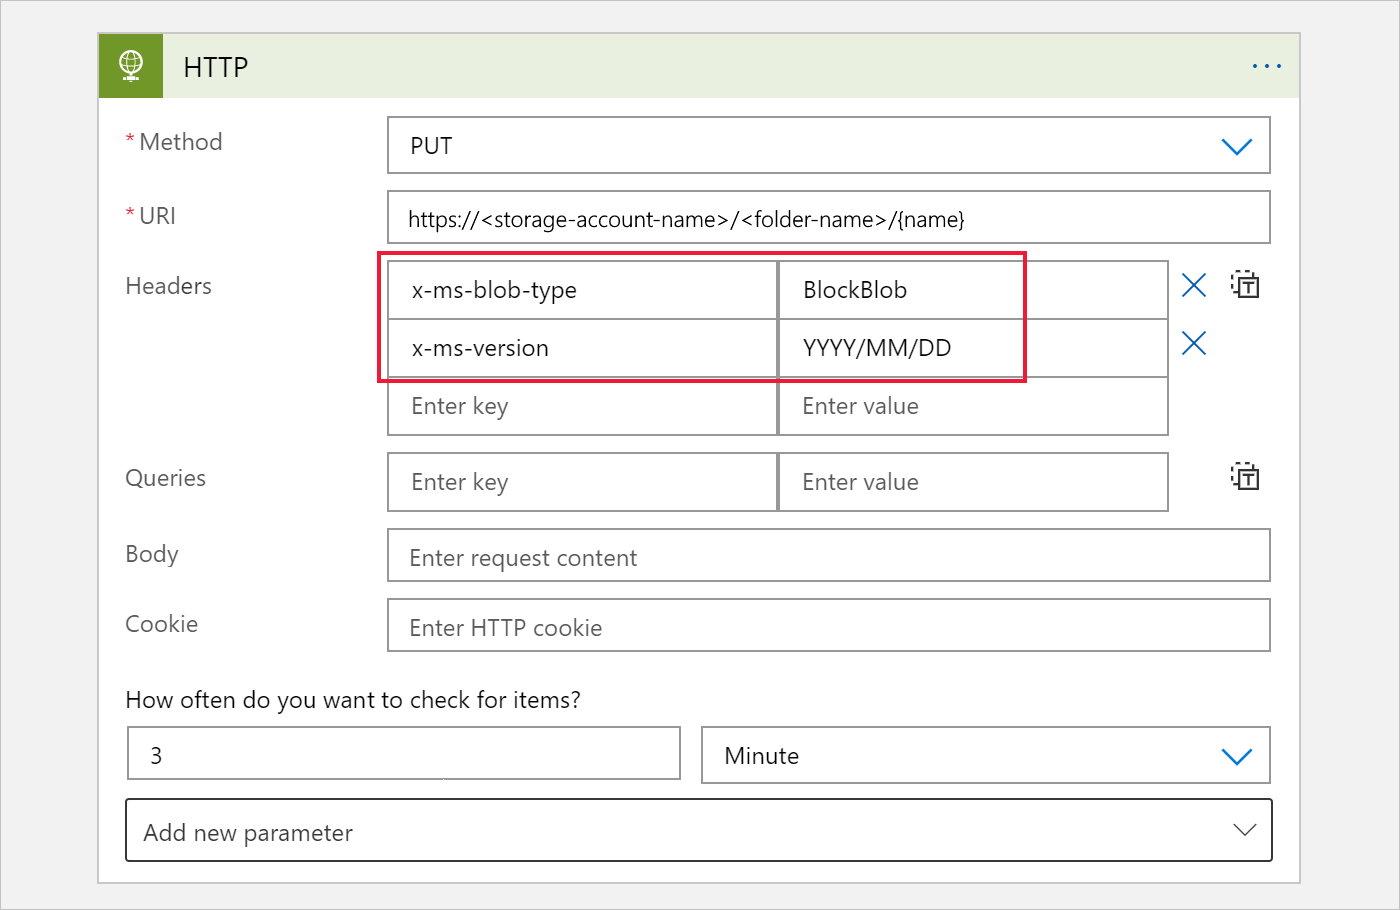 HTTP
* Method
PUT
* URI
https://<storage-account-name>/<folder-name>/{name}
Headers
x-ms-blob-type
BlockBlob
x-ms-version
YYYY/MM/DD
Enter key
Enter value
Queries
Enter key
Enter value
Body
Enter request content
Cookie
Enter HTTP cookie
How often do you want to check for items?
3
Minute
Add new parameter